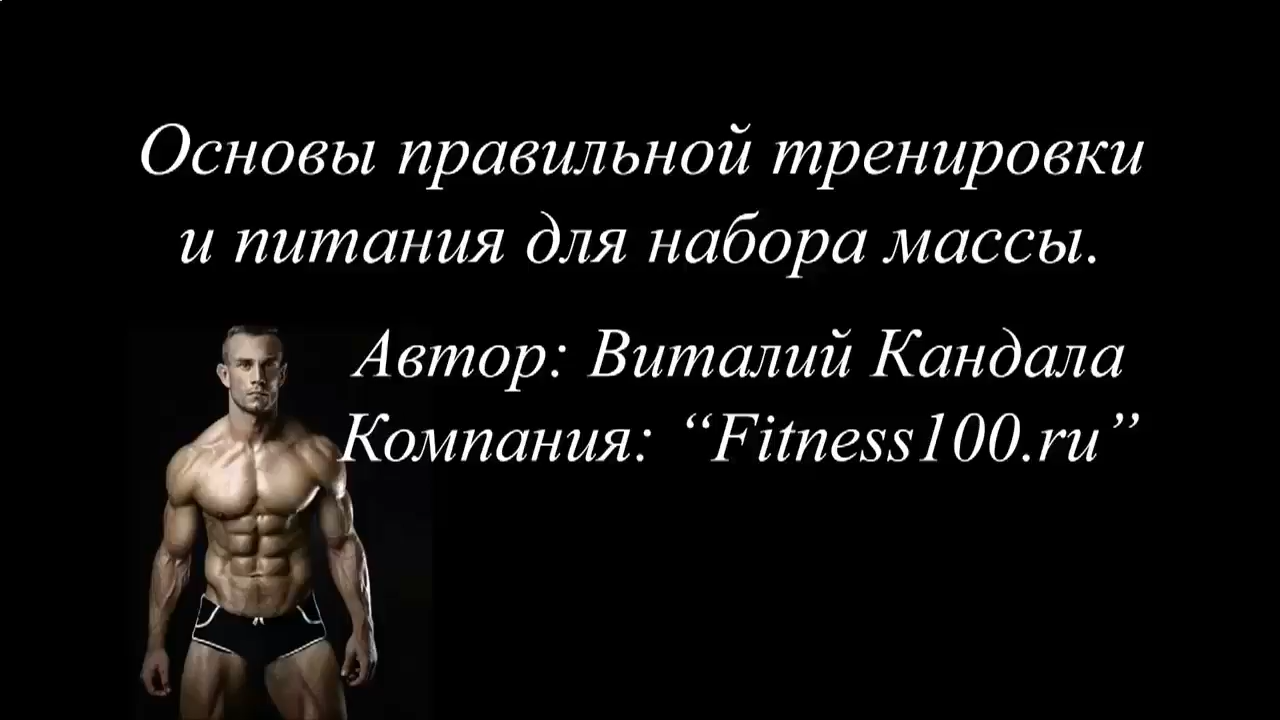 Основы правильной тренировки
и питания для набора массы.
Автор: Виталий Кандала
Компания: “Fitness100.ru”